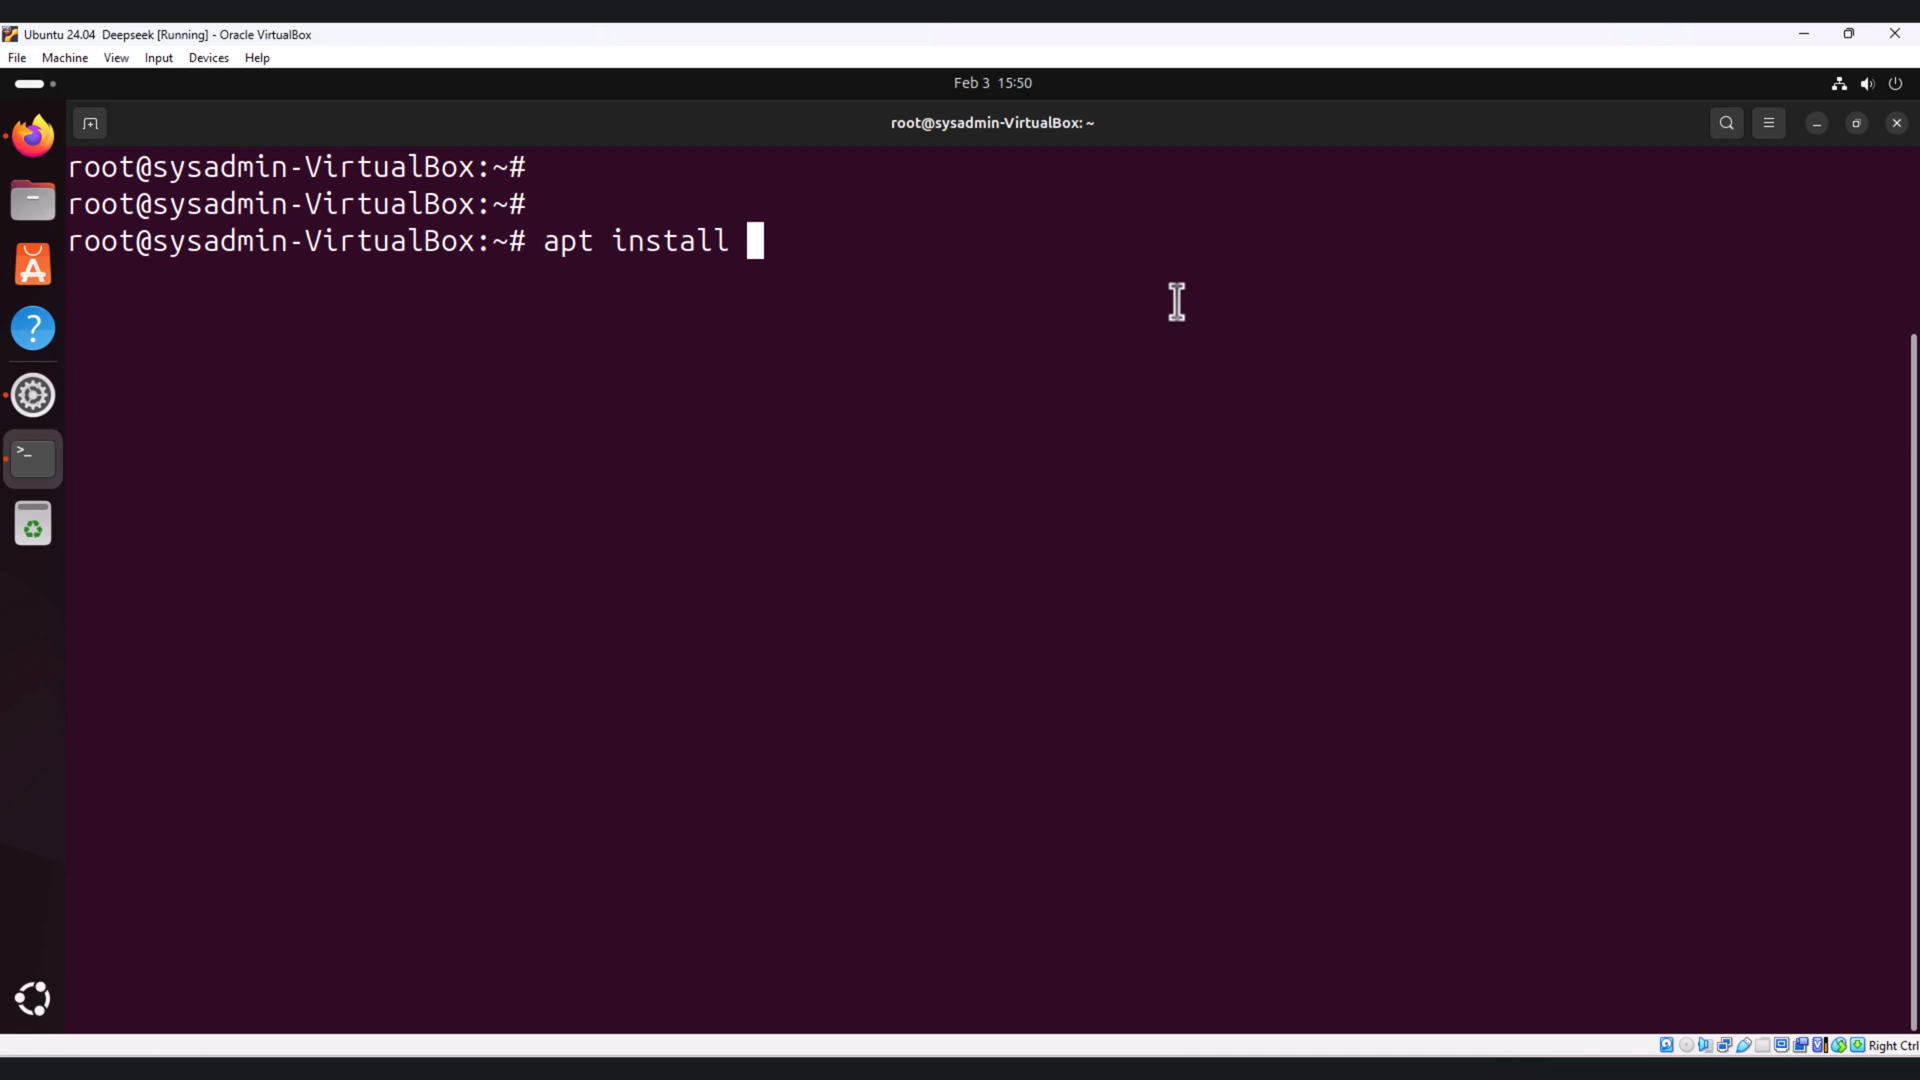 Ubuntu 24.04 Deepseek [Running] - Oracle VirtualBox
File Machine View Input Devices Help
Feb 3 15:50
root@sysadmin-VirtualBox: ~
root@sysadmin-VirtualBox:~#
root@sysadmin-VirtualBox:~#
root@sysadmin-VirtualBox:~# apt install
Right Ctrl